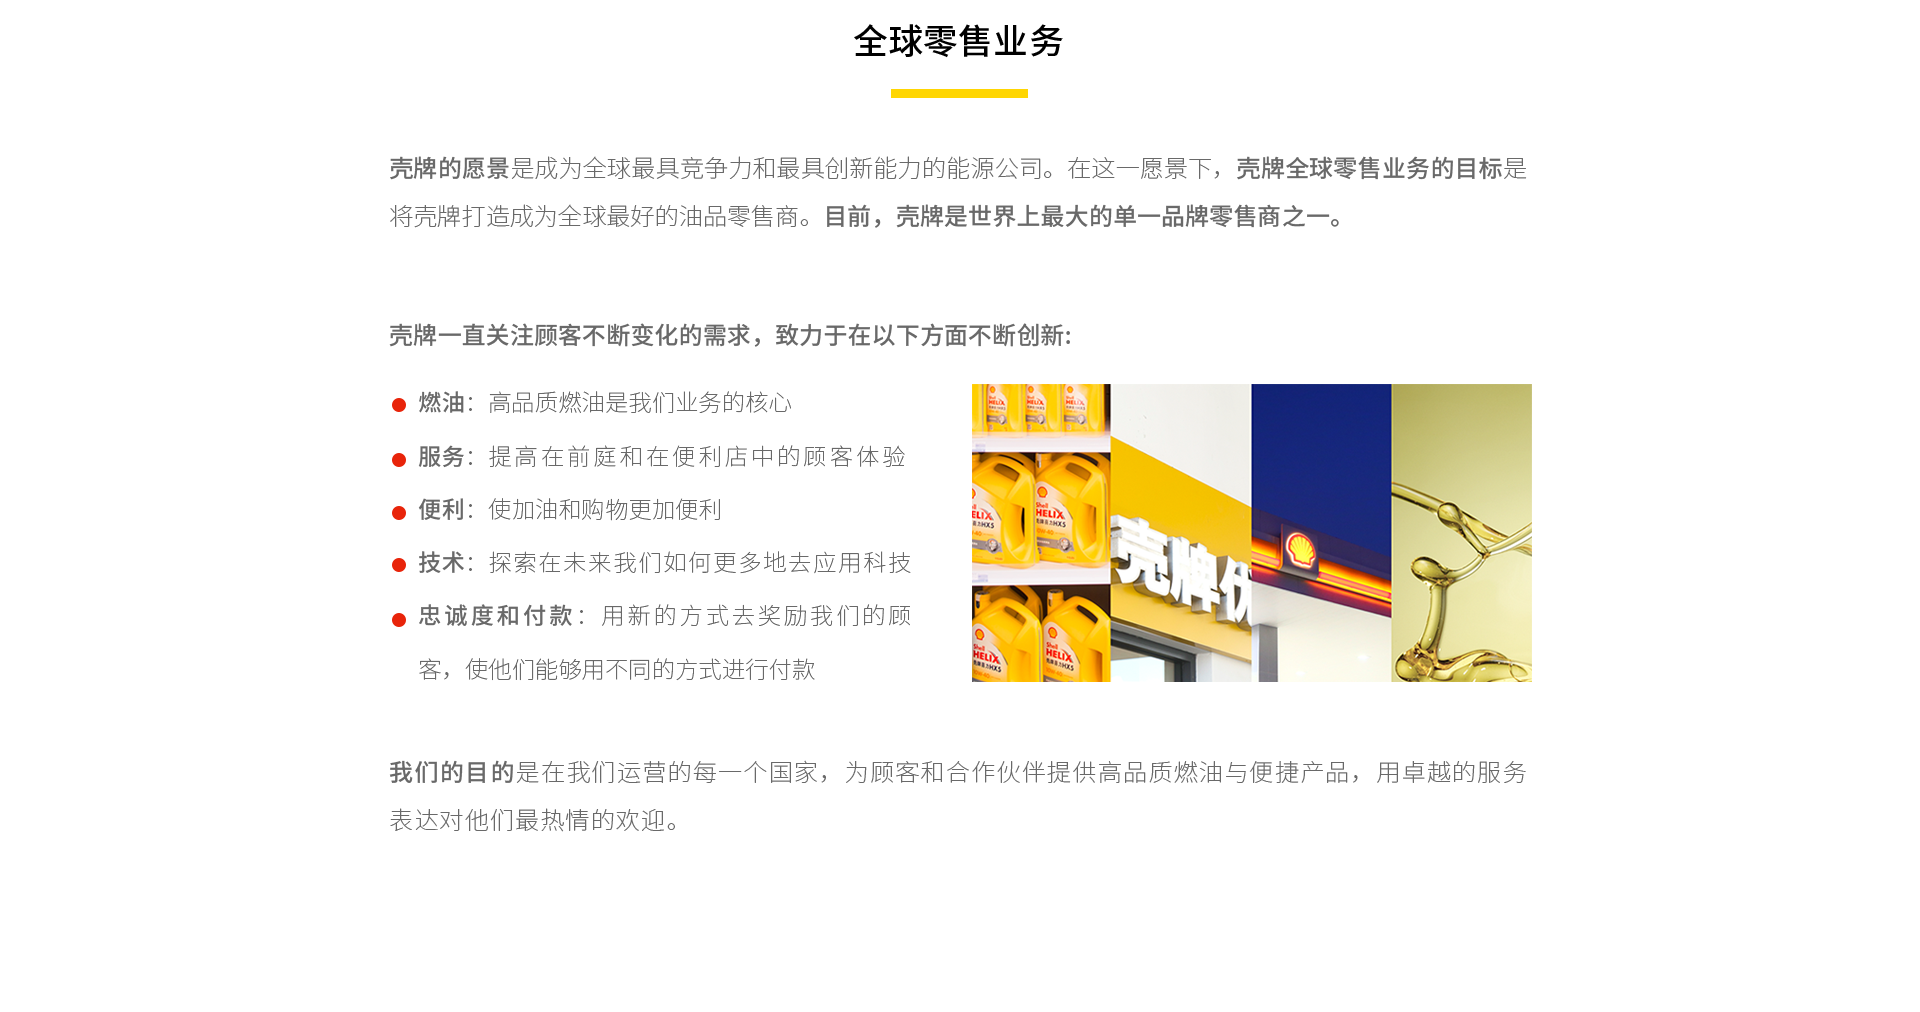 全球零售业务
壳牌的愿景是成为全球最具竞争力和最具创新能力的能源公司。在这一愿景下，壳牌全球零售业务的目标是
将壳牌打造成为全球最好的油品零售商。目前，壳牌是世界上最大的单一品牌零售商之一。
壳牌一直关注顾客不断变化的需求，致力于在以下方面不断创新:
燃油：高品质燃油是我们业务的核心
服务：提高在前庭和在便利店中的顾客体验
便利：使加油和购物更加便利
技术：探索在未来我们如何更多地去应用科技
忠诚度和付款：用新的方式去奖励我们的顾
客，使他们能够用不同的方式进行付款
HELIX
HELIX
HELIX
Shell
HELIX
HX5
壳牌优
Shell
HELIX
HX5
Shell
HELIX
HX5
我们的目的是在我们运营的每一个国家，为顾客和合作伙伴提供高品质燃油与便捷产品，用卓越的服务
表达对他们最热情的欢迎。